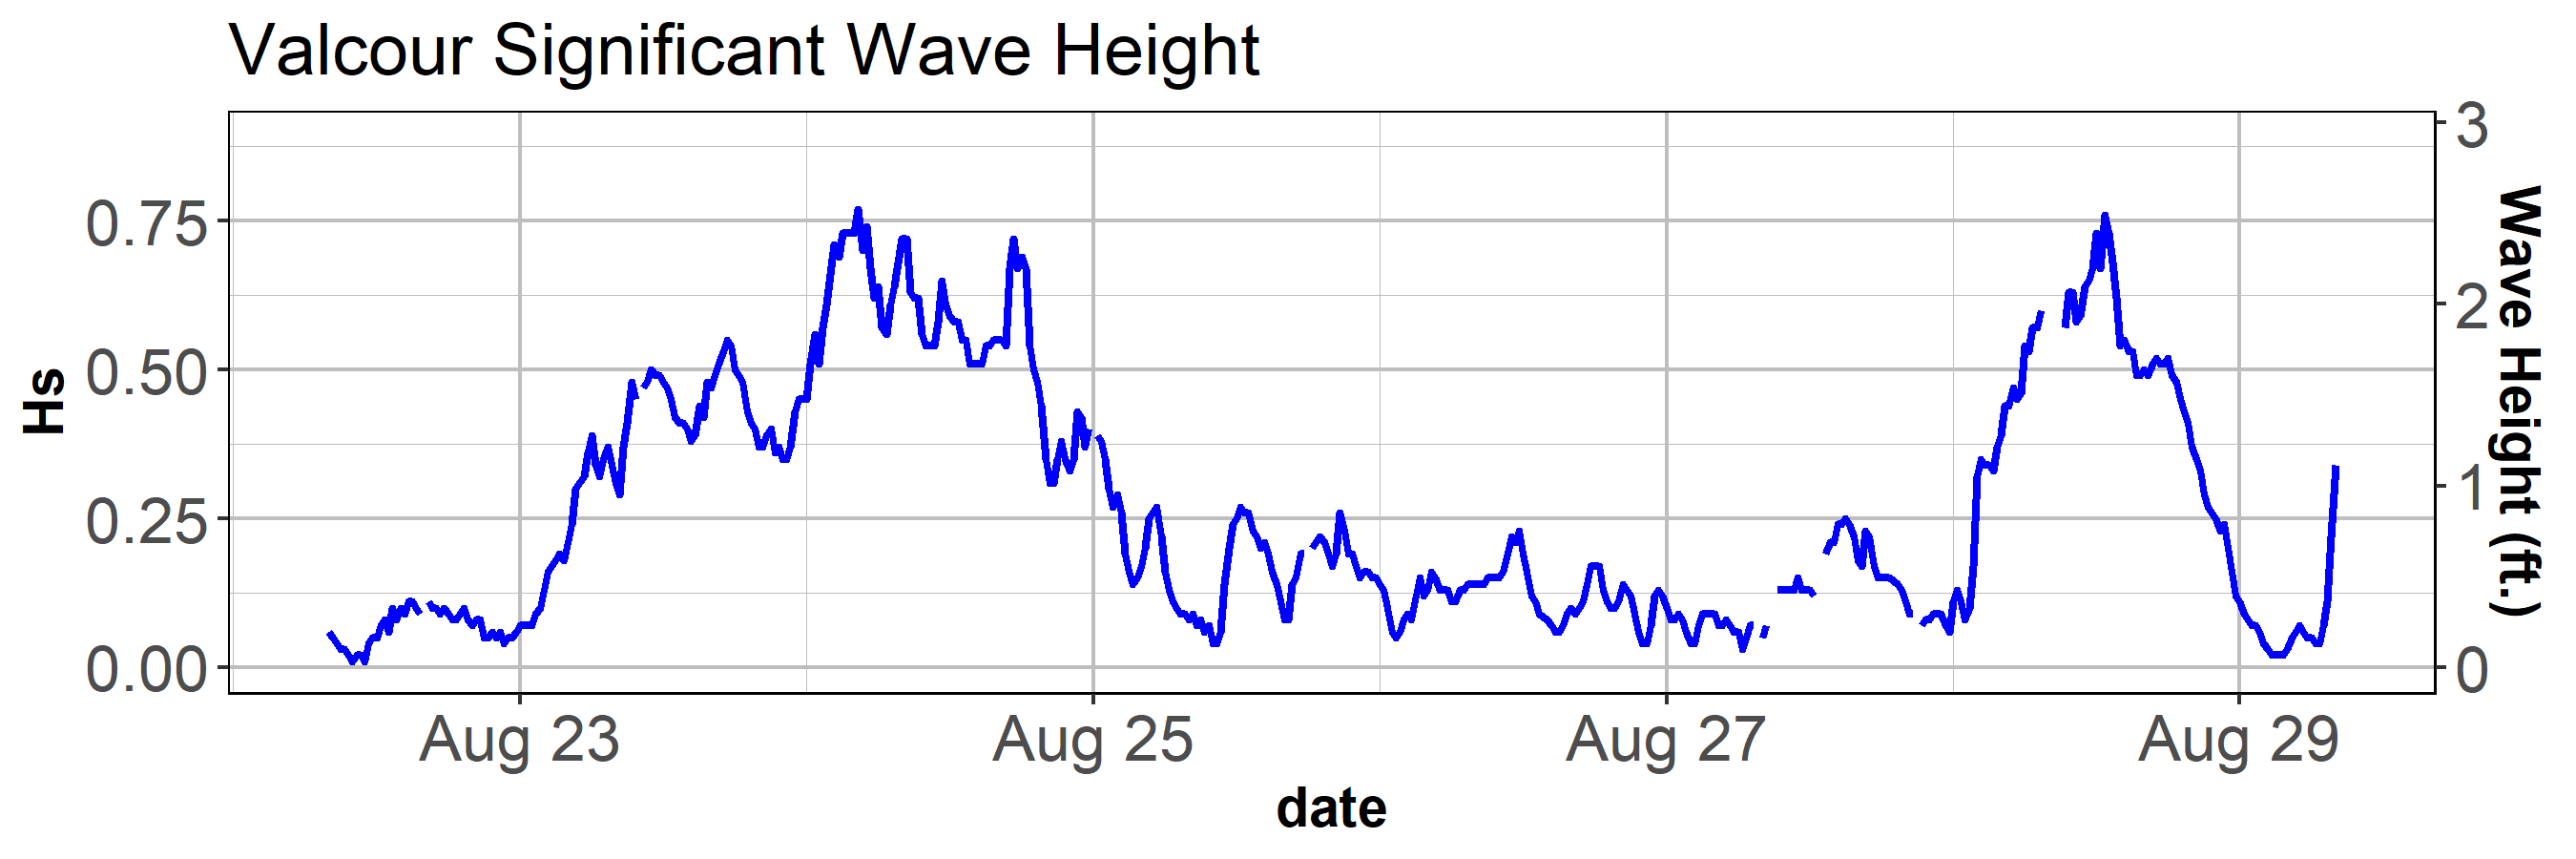 Valcour Significant Wave Height
Hs
0.75
0.50
0.25
0.00
3
2
1
0
Wave Height (ft.)
Aug 23 Aug 25 Aug 27 Aug 29
date